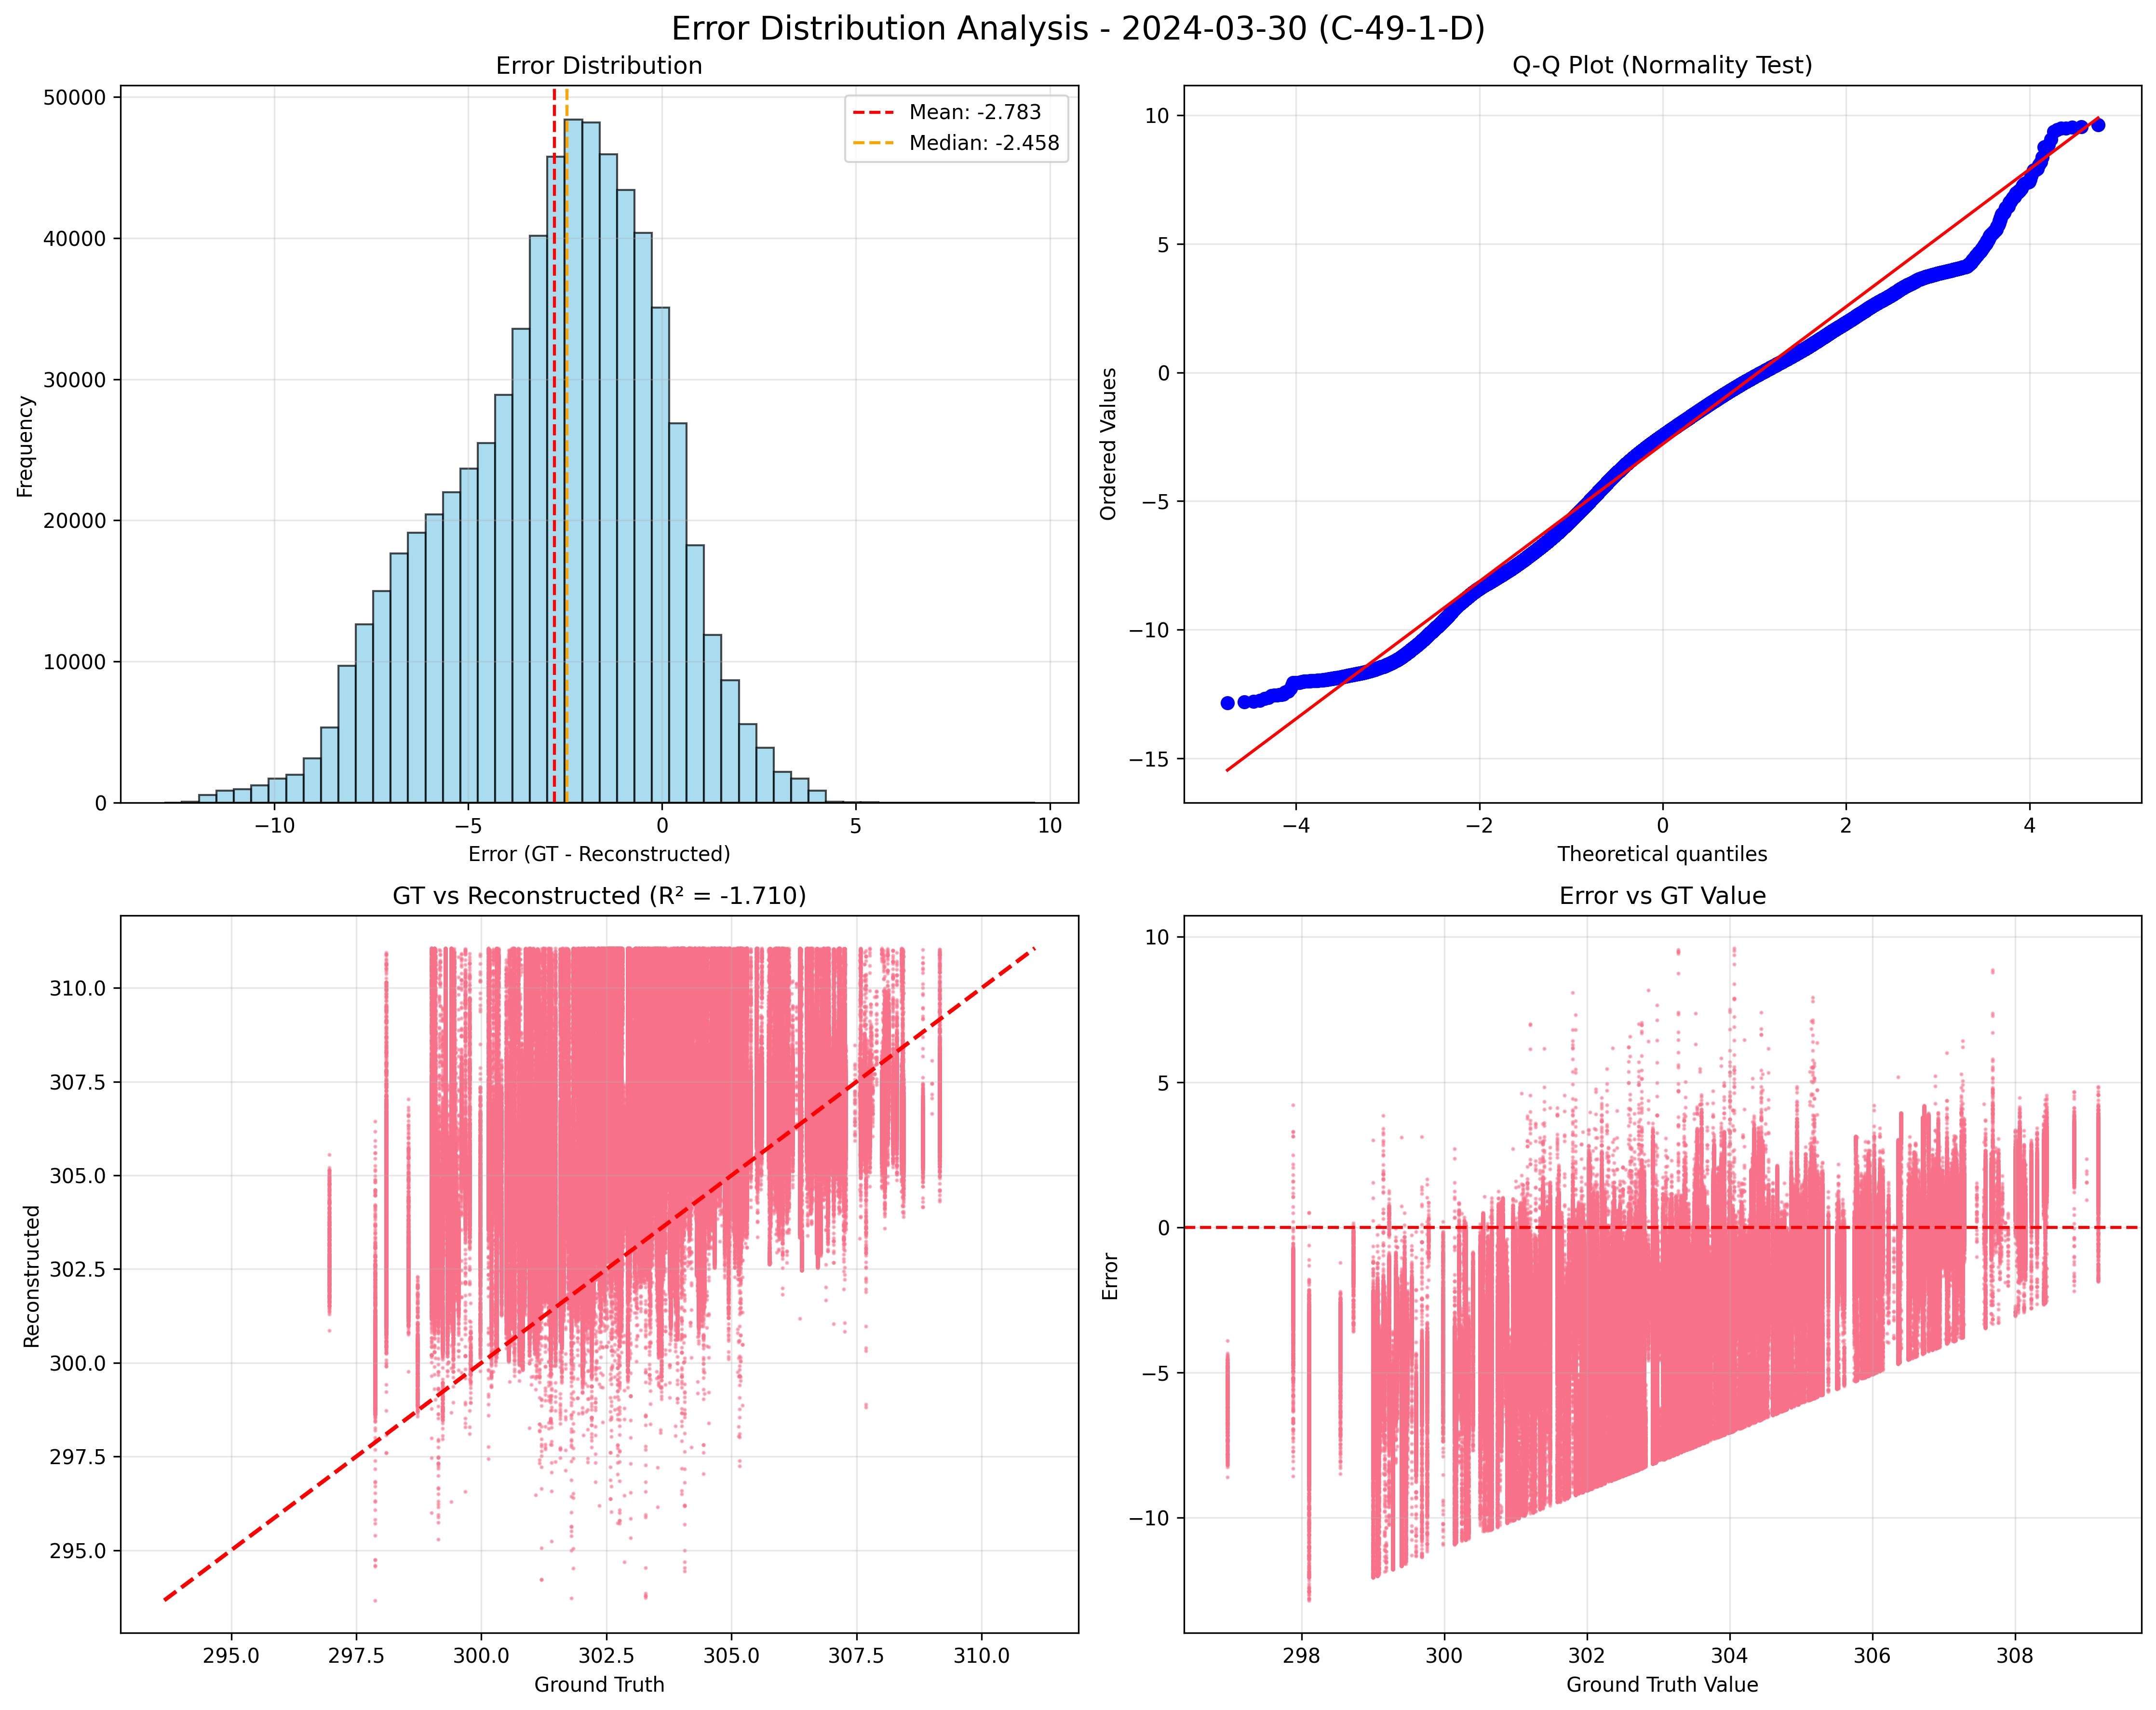 Error Distribution Analysis - 2024-03-30 (C-49-1-D)
Error Distribution
50000
40000
30000
20000
10000
0
Frequency
−10 −5 0 5 10
Error (GT - Reconstructed)
Mean: -2.783
Median: -2.458
Q-Q Plot (Normality Test)
10
5
0
−5
−10
−15
Ordered Values
−4 −2 0 2 4
Theoretical quantiles
GT vs Reconstructed (R² = -1.710)
310.0
307.5
305.0
302.5
300.0
297.5
295.0
Reconstructed
295.0 297.5 300.0 302.5 305.0 307.5 310.0
Ground Truth
Error vs GT Value
10
5
0
−5
−10
Error
298 300 302 304 306 308
Ground Truth Value